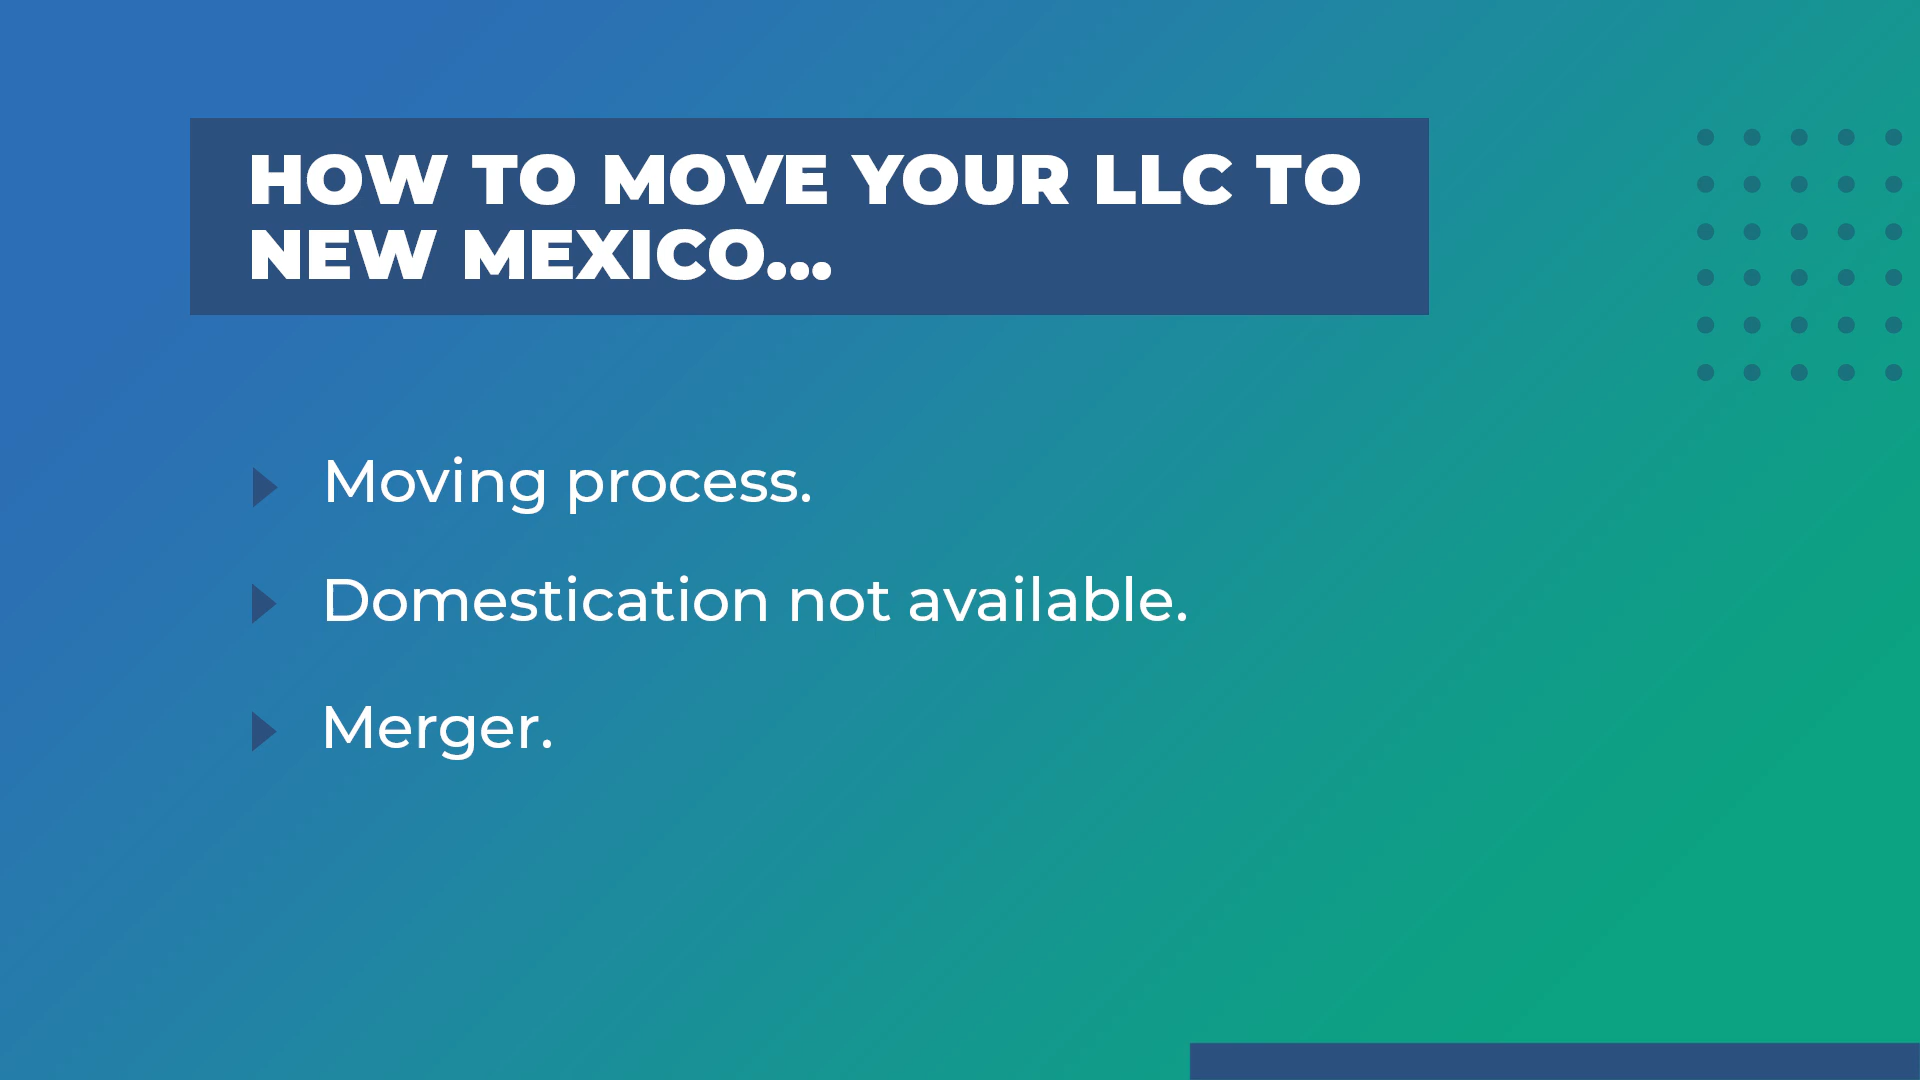 HOW TO MOVE YOUR LLC TO
NEW MEXICO...
Moving process.
Domestication not available.
Merger.